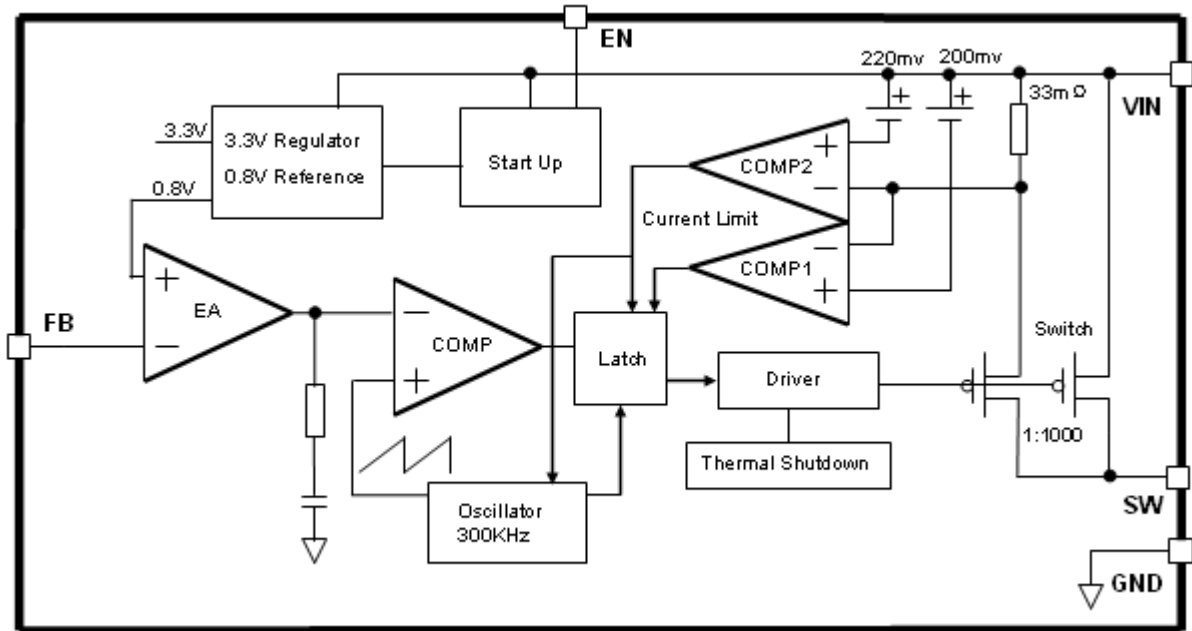 EN
220mv
200mv
33mΩ
VIN
3.3V
3.3V Regulator
0.8V Reference
0.8V
Start Up
+
+
+
COMP2
−
Current Limit
−
COMP1
+
+
EA
−
FB
−
COMP
+
Latch
Switch
Driver
1:1000
Thermal Shutdown
Oscillator
300KHz
SW
GND